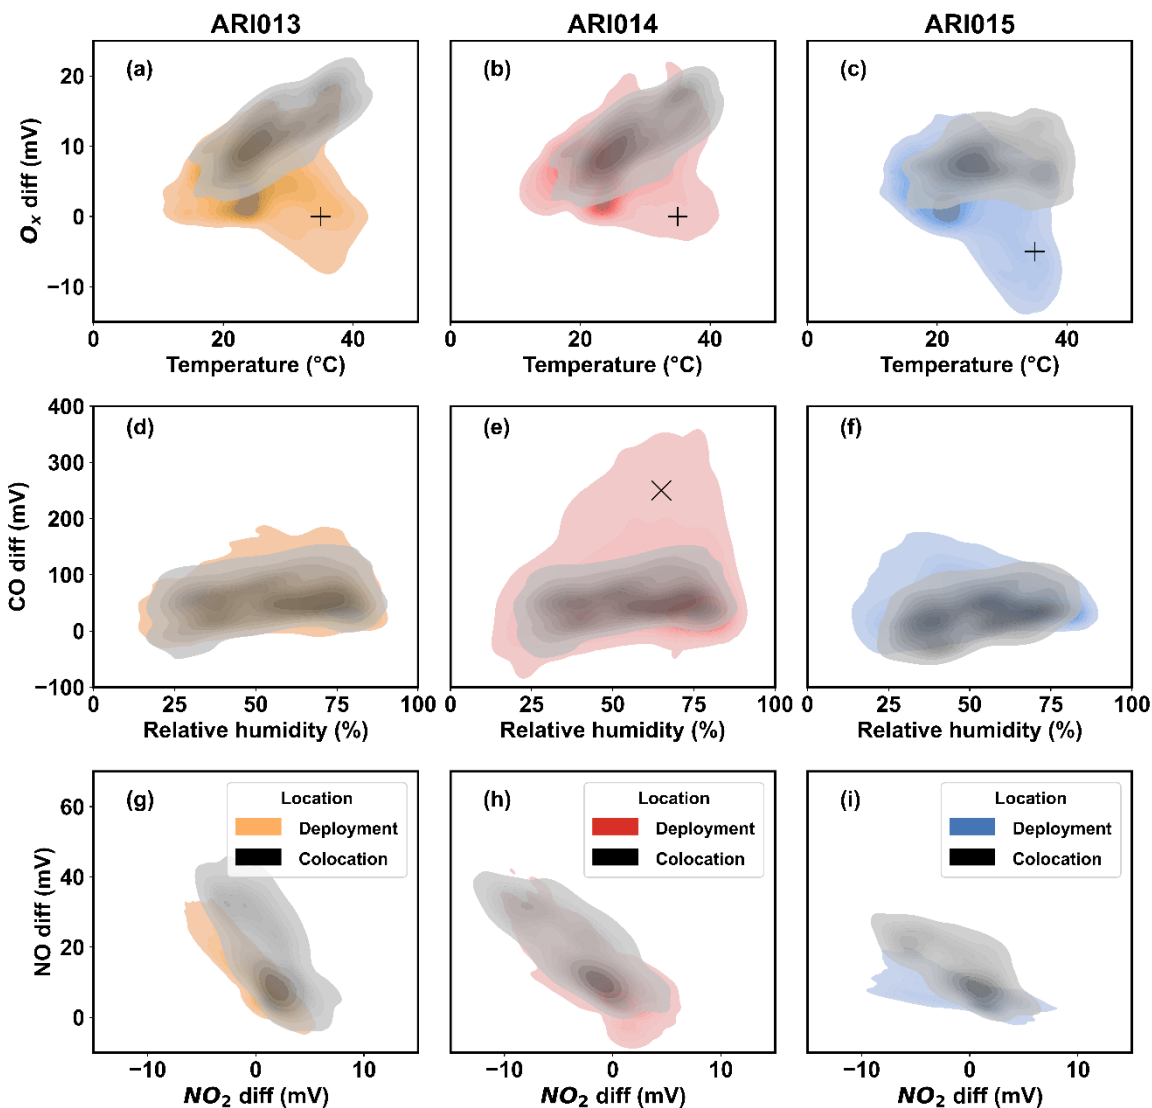 ARI013 ARI014 ARI015
(a) (b) (c)
20
10
0
−10
Oₓ diff (mV)
0 20 40 0 20 40 0 20 40
Temperature (°C) Temperature (°C) Temperature (°C)
(d) (e) (f)
400
300
200
100
0
−100
CO diff (mV)
0 25 50 75 100 0 25 50 75 100 0 25 50 75 100
Relative humidity (%) Relative humidity (%) Relative humidity (%)
(g) (h) (i)
Location Location Location
Deployment Deployment Deployment
Colocation Colocation Colocation
60
40
20
0
NO diff (mV)
−10 0 10 −10 0 10 −10 0 10
NO₂ diff (mV) NO₂ diff (mV) NO₂ diff (mV)